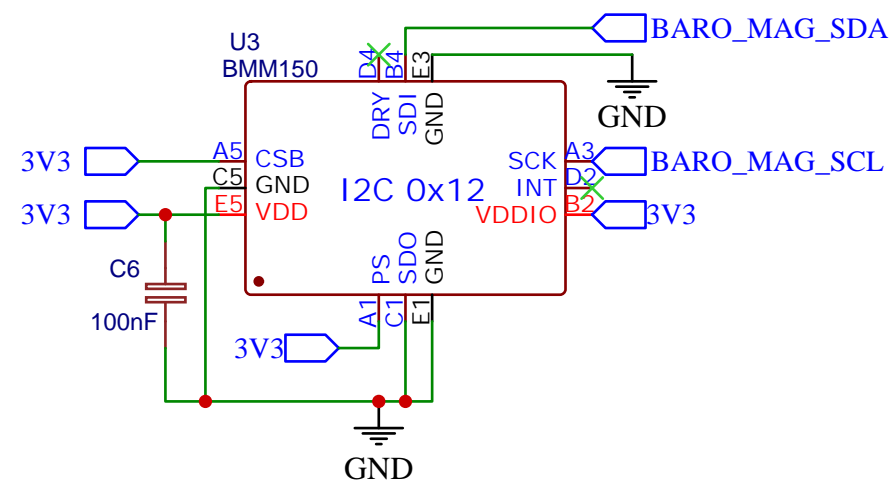 U3
BMM150
D4
B4
E3
BARO_MAG_SDA
GND
DRY
SDI
GND
3V3
A5
CSB
SCK
A3
BARO_MAG_SCL
C5
GND
I2C 0x12
INT
D2
3V3
E5
VDD
VDDIO
B2
3V3
C6
100nF
PS
SDO
GND
A1
C1
E1
3V3
GND